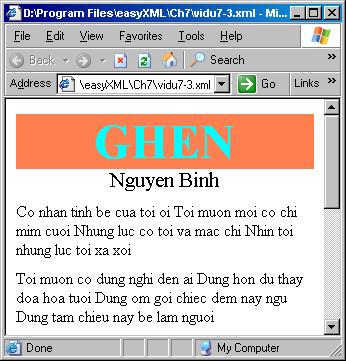 D:\Program Files\easyXML\Ch7\vidu7-3.xml - Mi...
File Edit View Favorites Tools Help
Back Search
Address \easyXML\Ch7\vidu7-3.xml Go Links
GHEN
Nguyen Binh
Co nhan tinh be cua toi oi Toi muon moi co chi
mim cuoi Nhung luc co toi va mac chi Nhin toi
nhung luc toi xa xoi
Toi muon co dung nghi den ai Dung hon du thay
doa hoa tuoi Dung om goi chiec dem nay ngu
Dung tam chieu nay be lam nguoi
Done My Computer